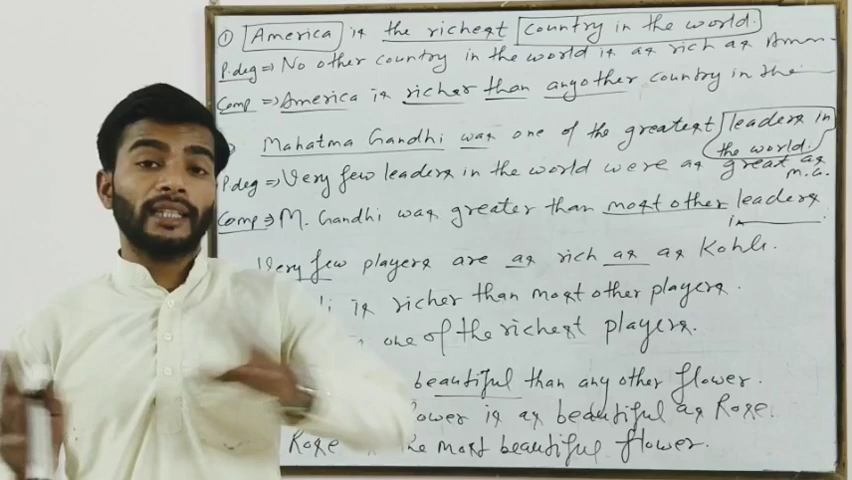 ① America is the richest country in the world.
P.deg ⇒ No other country in the world is as rich as Amer
Comp ⇒ America is richer than any other country in the
Mahatma Gandhi was one of the greatest leaders in the world.
P.deg ⇒ Very few leaders in the world were as great as M.G.
Comp ⇒ M. Gandhi was greater than most other leaders in
Very few players are as rich as as Kohli.
is richer than most other players.
one of the richest players.
beautiful than any other flower.
is as beautiful as Rose.
Rose most beautiful flower.